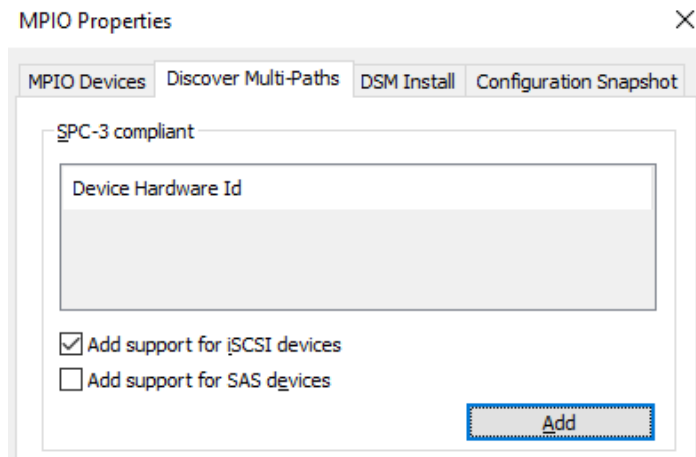 MPIO Properties
MPIO Devices Discover Multi-Paths DSM Install Configuration Snapshot
SPC-3 compliant
Device Hardware Id
Add support for iSCSI devices
Add support for SAS devices
Add